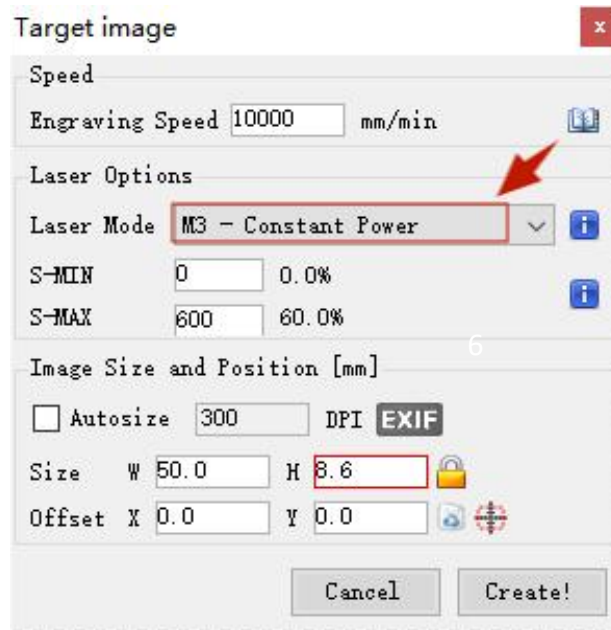 Target image x
Speed
Engraving Speed 10000 mm/min
Laser Options
Laser Mode M3 - Constant Power
S-MIN 0 0.0%
S-MAX 600 60.0%
6
Image Size and Position [mm]
Autosize 300 DPI EXIF
Size W 50.0 H 8.6
Offset X 0.0 Y 0.0
Cancel Create!